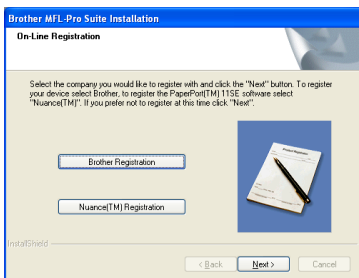 Brother MFL-Pro Suite Installation
On-Line Registration
Select the company you would like to register with and click the "Next" button. To register
your device select Brother, to register the PaperPort(TM) 11SE software select
"Nuance(TM)". If you prefer not to register at this time click "Next".
Brother Registration
Product Registration
Nuance(TM) Registration
InstallShield
< Back
Next >
Cancel